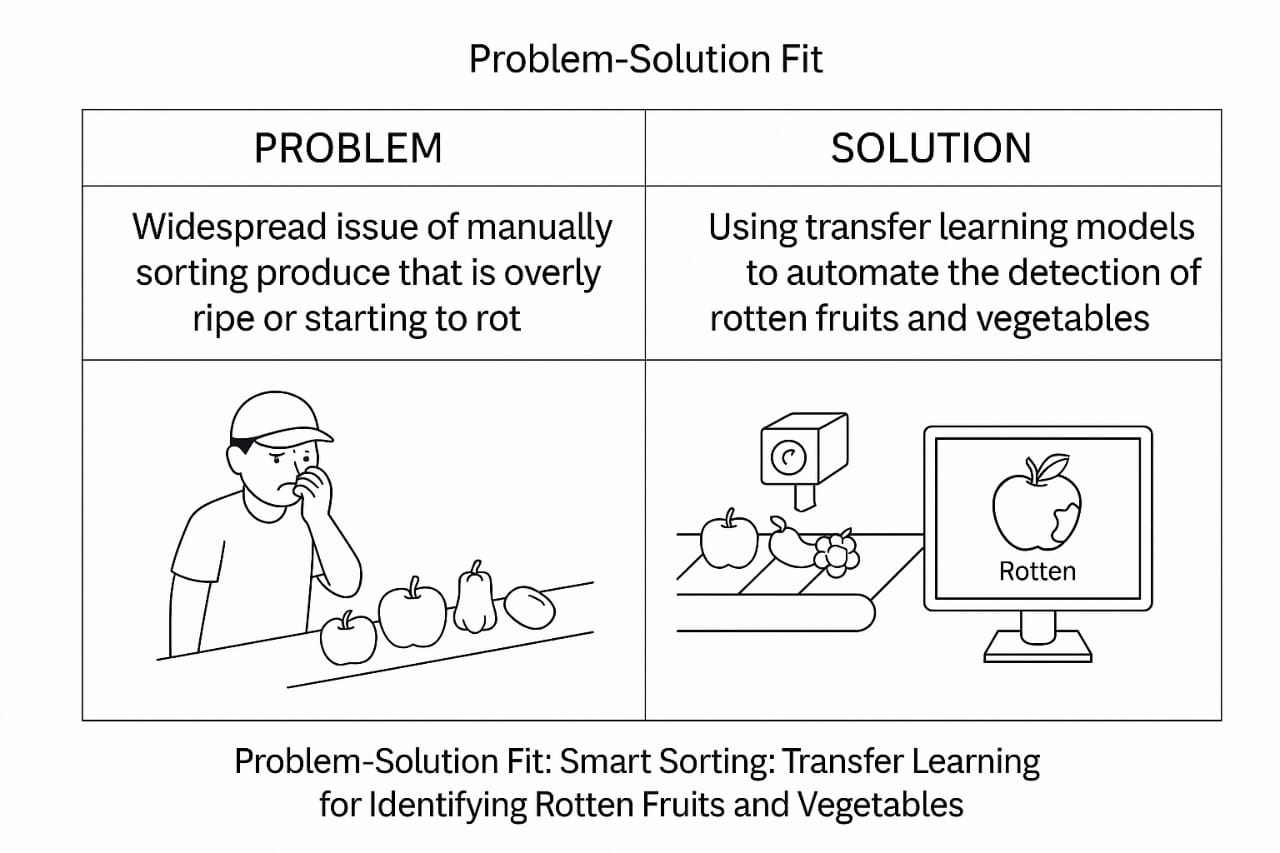 Problem-Solution Fit
PROBLEM
SOLUTION
Widespread issue of manually
sorting produce that is overly
ripe or starting to rot
Using transfer learning models
to automate the detection of
rotten fruits and vegetables
Rotten
Problem-Solution Fit: Smart Sorting: Transfer Learning
for Identifying Rotten Fruits and Vegetables